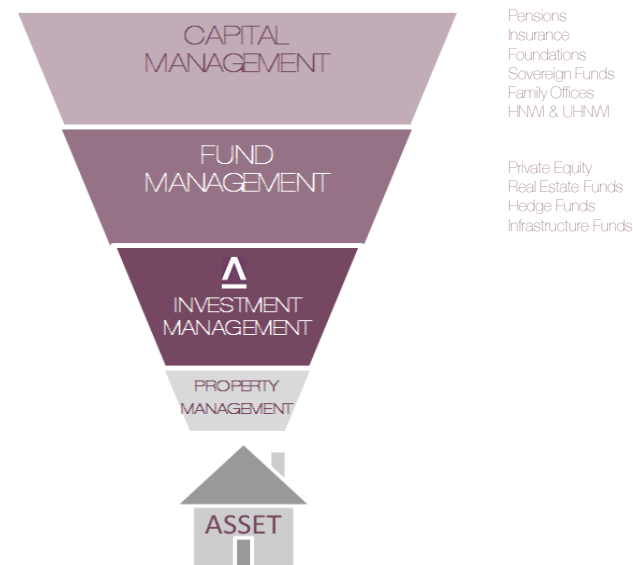 CAPITAL
MANAGEMENT
Pensions
Insurance
Foundations
Sovereign Funds
Family Offices
HNWI & UHNWI
FUND
MANAGEMENT
Private Equity
Real Estate Funds
Hedge Funds
Infrastructure Funds
INVESTMENT
MANAGEMENT
PROPERTY
MANAGEMENT
ASSET